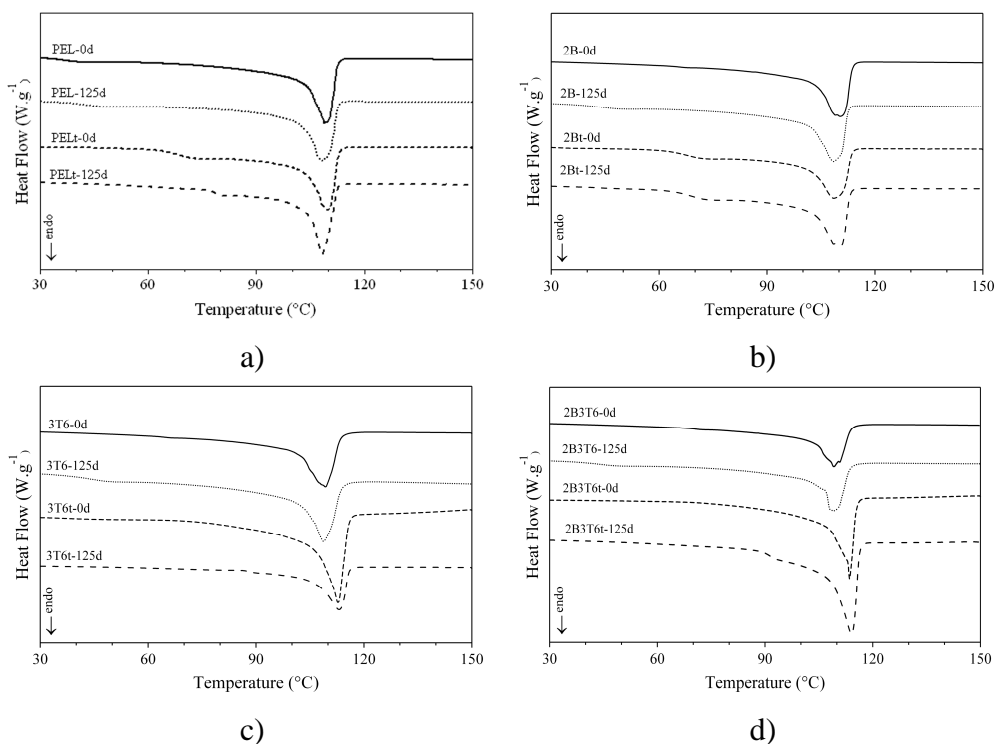 PEL-0d
PEL-125d
PELt-0d
PELt-125d
Heat Flow (W.g-1)
endo
30 60 90 120 150
Temperature (°C)
a)
2B-0d
2B-125d
2Bt-0d
2Bt-125d
Heat Flow (W.g-1)
endo
30 60 90 120 150
Temperature (°C)
b)
3T6-0d
3T6-125d
3T6t-0d
3T6t-125d
Heat Flow (W.g-1)
endo
30 60 90 120 150
Temperature (°C)
c)
2B3T6-0d
2B3T6-125d
2B3T6t-0d
2B3T6t-125d
Heat Flow (W.g-1)
endo
30 60 90 120 150
Temperature (°C)
d)